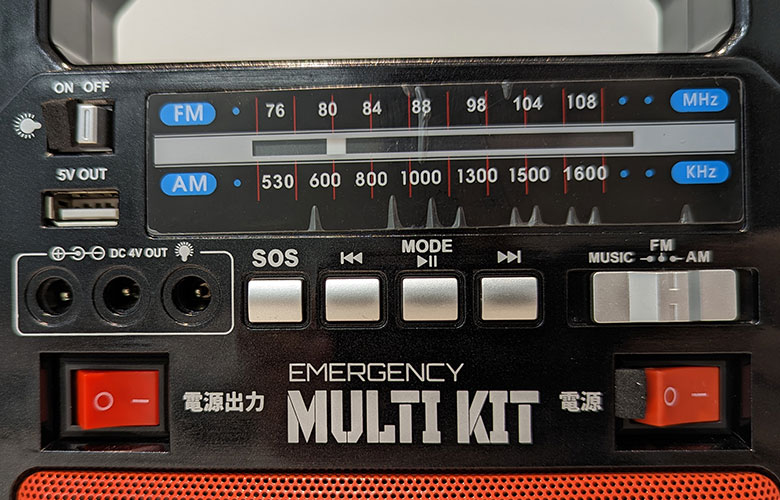 ON OFF
FM 76 80 84 88 98 104 108 MHz
AM 530 600 800 1000 1300 1500 1600 KHz
5V OUT
DC 4V OUT
SOS
MODE
MUSIC FM AM
電源出力
EMERGENCY
MULTI KIT
電源